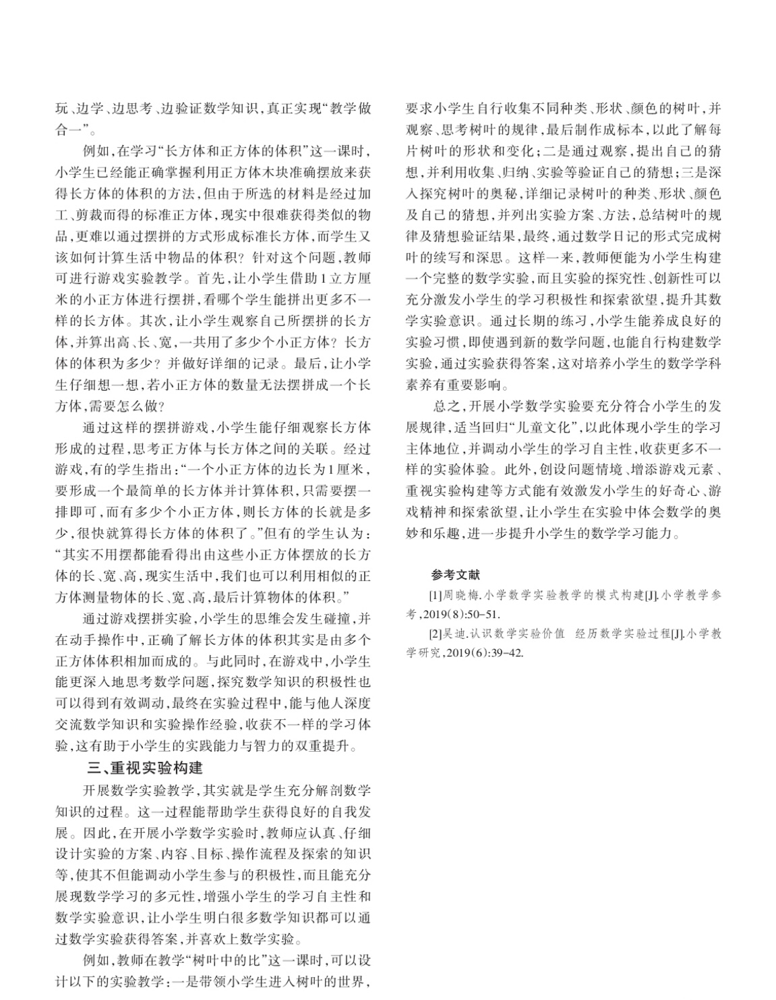 玩、边学、边思考、边验证数学知识,真正实现“教学做
合一”。
例如,在学习“长方体和正方体的体积”这一课时,
小学生已经能正确掌握利用正方体木块准确摆放来获
得长方体的体积的方法,但由于所选的材料是经过加
工、剪裁而得的标准正方体,现实中很难获得类似的物
品,更难以通过摆拼的方式形成标准长方体,而学生又
该如何计算生活中物品的体积？针对这个问题,教师
可进行游戏实验教学。首先,让小学生借助1立方厘
米的小正方体进行摆拼,看哪个学生能拼出更多不一
样的长方体。其次,让小学生观察自己所摆拼的长方
体,并算出高、长、宽,一共用了多少个小正方体？长方
体的体积为多少？并做好详细的记录。最后,让小学
生仔细想一想,若小正方体的数量无法摆拼成一个长
方体,需要怎么做？
通过这样的摆拼游戏,小学生能仔细观察长方体
形成的过程,思考正方体与长方体之间的关联。经过
游戏,有的学生指出:“一个小正方体的边长为1厘米,
要形成一个最简单的长方体并计算体积,只需要摆一
排即可,而有多少个小正方体,则长方体的长就是多
少,很快就算得长方体的体积了。”但有的学生认为:
“其实不用摆都能看得出由这些小正方体摆放的长方
体的长、宽、高,现实生活中,我们也可以利用相似的正
方体测量物体的长、宽、高,最后计算物体的体积。”
通过游戏摆拼实验,小学生的思维会发生碰撞,并
在动手操作中,正确了解长方体的体积其实是由多个
正方体体积相加而成的。与此同时,在游戏中,小学生
能更深入地思考数学问题,探究数学知识的积极性也
可以得到有效调动,最终在实验过程中,能与他人深度
交流数学知识和实验操作经验,收获不一样的学习体
验,这有助于小学生的实践能力与智力的双重提升。
三、重视实验构建
开展数学实验教学,其实就是学生充分解剖数学
知识的过程。这一过程能帮助学生获得良好的自我发
展。因此,在开展小学数学实验时,教师应认真、仔细
设计实验的方案、内容、目标、操作流程及探索的知识
等,使其不但能调动小学生参与的积极性,而且能充分
展现数学学习的多元性,增强小学生的学习自主性和
数学实验意识,让小学生明白很多数学知识都可以通
过数学实验获得答案,并喜欢上数学实验。
例如,教师在教学“树叶中的比”这一课时,可以设
计以下的实验教学:一是带领小学生进入树叶的世界,
要求小学生自行收集不同种类、形状、颜色的树叶,并
观察、思考树叶的规律,最后制作成标本,以此了解每
片树叶的形状和变化;二是通过观察,提出自己的猜
想,并利用收集、归纳、实验等验证自己的猜想;三是深
入探究树叶的奥秘,详细记录树叶的种类、形状、颜色
及自己的猜想,并列出实验方案、方法,总结树叶的规
律及猜想验证结果,最终,通过数学日记的形式完成树
叶的续写和深思。这样一来,教师便能为小学生构建
一个完整的数学实验,而且实验的探究性、创新性可以
充分激发小学生的学习积极性和探索欲望,提升其数
学实验意识。通过长期的练习,小学生能养成良好的
实验习惯,即使遇到新的数学问题,也能自行构建数学
实验,通过实验获得答案,这对培养小学生的数学学科
素养有重要影响。
总之,开展小学数学实验要充分符合小学生的发
展规律,适当回归“儿童文化”,以此体现小学生的学习
主体地位,并调动小学生的学习自主性,收获更多不一
样的实验体验。此外,创设问题情境、增添游戏元素、
重视实验构建等方式能有效激发小学生的好奇心、游
戏精神和探索欲望,让小学生在实验中体会数学的奥
妙和乐趣,进一步提升小学生的数学学习能力。
参考文献
[1]周晓梅.小学数学实验教学的模式构建[J].小学教学参
考,2019(8):50-51.
[2]吴迪.认识数学实验价值 经历数学实验过程[J].小学教
学研究,2019(6):39-42.